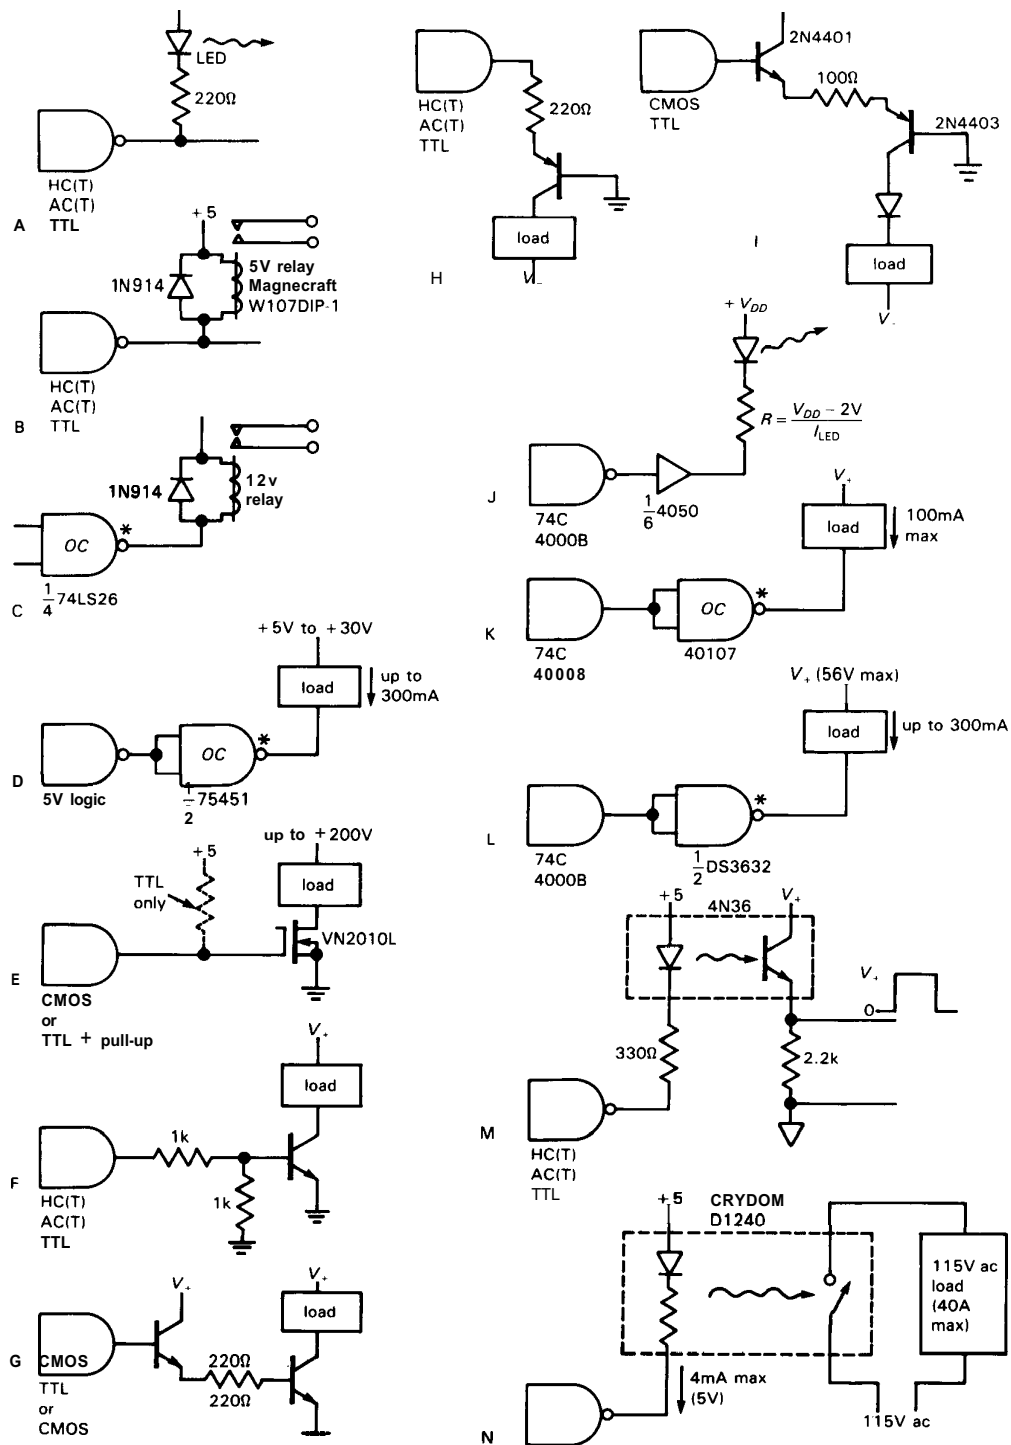 LED
220Ω
HC(T)
AC(T)
TTL
A
+5
5V relay
Magnecraft
W107DIP-1
1N914
HC(T)
AC(T)
TTL
B
1N914
12v
relay
OC
*
1/4 74LS26
C
+5V to +30V
load
up to
300mA
OC
*
D
5V logic
1/2 75451
up to +200V
+5
TTL
only
load
VN2010L
E
CMOS
or
TTL + pull-up
V+
load
1k
1k
F
HC(T)
AC(T)
TTL
V+
V+
load
G
CMOS
220Ω
220Ω
TTL
or
CMOS
HC(T)
AC(T)
TTL
220Ω
load
H
V−
2N4401
100Ω
CMOS
TTL
2N4403
I
load
V−
+VDD
R = VDD − 2V / ILED
J
74C
4000B
1/6 4050
V+
load
100mA
max
OC
*
K
74C
40008
40107
V+ (56V max)
load
up to 300mA
*
L
74C
4000B
1/2 DS3632
+5
4N36
V+
V+
0
330Ω
2.2k
M
HC(T)
AC(T)
TTL
+5
CRYDOM
D1240
115V ac
load
(40A
max)
4mA max
(5V)
115V ac
N